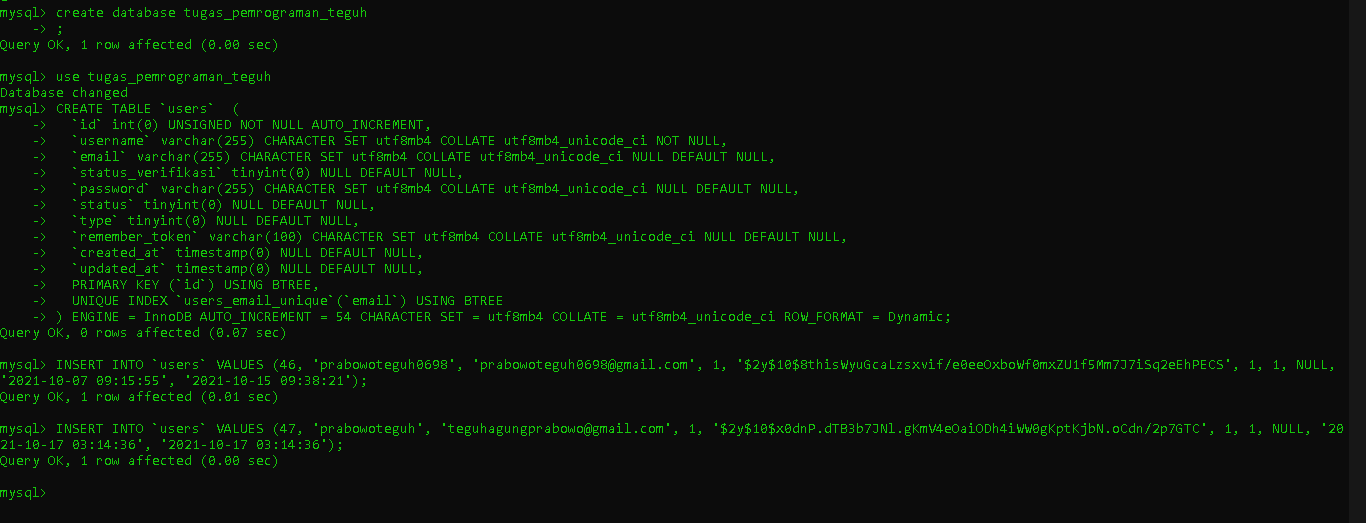 mysql> create database tugas_pemrograman_teguh
    -> ;
Query OK, 1 row affected (0.00 sec)

mysql> use tugas_pemrograman_teguh
Database changed
mysql> CREATE TABLE `users`  (
    ->   `id` int(0) UNSIGNED NOT NULL AUTO_INCREMENT,
    ->   `username` varchar(255) CHARACTER SET utf8mb4 COLLATE utf8mb4_unicode_ci NOT NULL,
    ->   `email` varchar(255) CHARACTER SET utf8mb4 COLLATE utf8mb4_unicode_ci NULL DEFAULT NULL,
    ->   `status_verifikasi` tinyint(0) NULL DEFAULT NULL,
    ->   `password` varchar(255) CHARACTER SET utf8mb4 COLLATE utf8mb4_unicode_ci NULL DEFAULT NULL,
    ->   `status` tinyint(0) NULL DEFAULT NULL,
    ->   `type` tinyint(0) NULL DEFAULT NULL,
    ->   `remember_token` varchar(100) CHARACTER SET utf8mb4 COLLATE utf8mb4_unicode_ci NULL DEFAULT NULL,
    ->   `created_at` timestamp(0) NULL DEFAULT NULL,
    ->   `updated_at` timestamp(0) NULL DEFAULT NULL,
    ->   PRIMARY KEY (`id`) USING BTREE,
    ->   UNIQUE INDEX `users_email_unique`(`email`) USING BTREE
    -> ) ENGINE = InnoDB AUTO_INCREMENT = 54 CHARACTER SET = utf8mb4 COLLATE = utf8mb4_unicode_ci ROW_FORMAT = Dynamic;
Query OK, 0 rows affected (0.07 sec)

mysql> INSERT INTO `users` VALUES (46, 'prabowoteguh0698', 'prabowoteguh0698@gmail.com', 1, '$2y$10$8thisWyuGcaLzsxvif/e0eeOxboWf0mxZU1f5Mm7J7iSq2eEhPECS', 1, 1, NULL,
'2021-10-07 09:15:55', '2021-10-15 09:38:21');
Query OK, 1 row affected (0.01 sec)

mysql> INSERT INTO `users` VALUES (47, 'prabowoteguh', 'teguhagungprabowo@gmail.com', 1, '$2y$10$x0dnP.dTB3b7JNl.gKmV4eOaiODh4iWW0gKptKjbN.oCdn/2p7GTC', 1, 1, NULL, '20
21-10-17 03:14:36', '2021-10-17 03:14:36');
Query OK, 1 row affected (0.00 sec)

mysql>